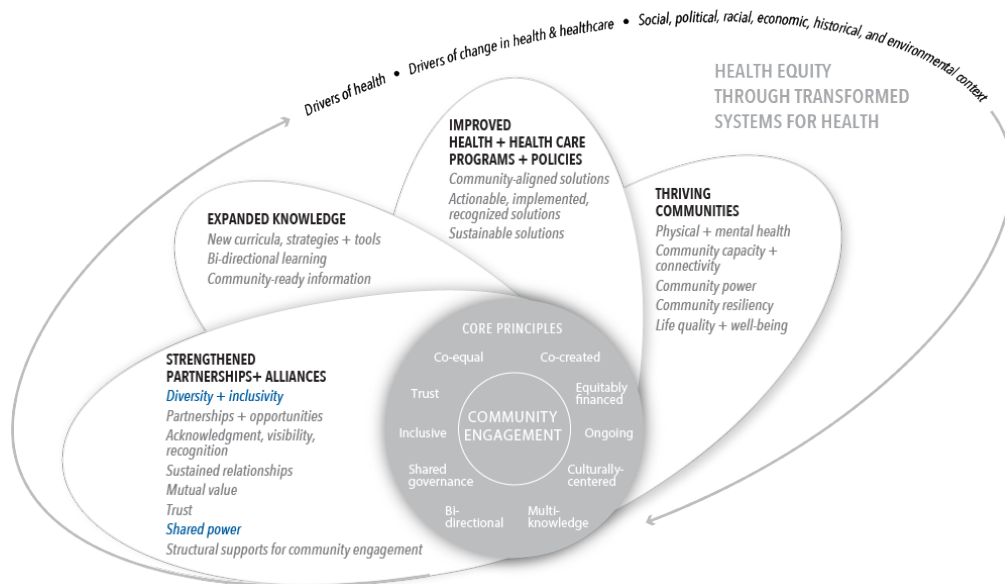 Drivers of health • Drivers of change in health & healthcare • Social, political, racial, economic, historical, and environmental context
HEALTH EQUITY
THROUGH TRANSFORMED
SYSTEMS FOR HEALTH
IMPROVED
HEALTH + HEALTH CARE
PROGRAMS + POLICIES
Community-aligned solutions
Actionable, implemented,
recognized solutions
Sustainable solutions
THRIVING
COMMUNITIES
Physical + mental health
Community capacity +
connectivity
Community power
Community resiliency
Life quality + well-being
EXPANDED KNOWLEDGE
New curricula, strategies + tools
Bi-directional learning
Community-ready information
STRENGTHENED
PARTNERSHIPS+ ALLIANCES
Diversity + inclusivity
Partnerships + opportunities
Acknowledgment, visibility,
recognition
Sustained relationships
Mutual value
Trust
Shared power
Structural supports for community engagement
CORE PRINCIPLES
Co-equal
Co-created
Trust
Equitably
financed
Inclusive
COMMUNITY
ENGAGEMENT
Ongoing
Shared
governance
Culturally-
centered
Bi-
directional
Multi-
knowledge